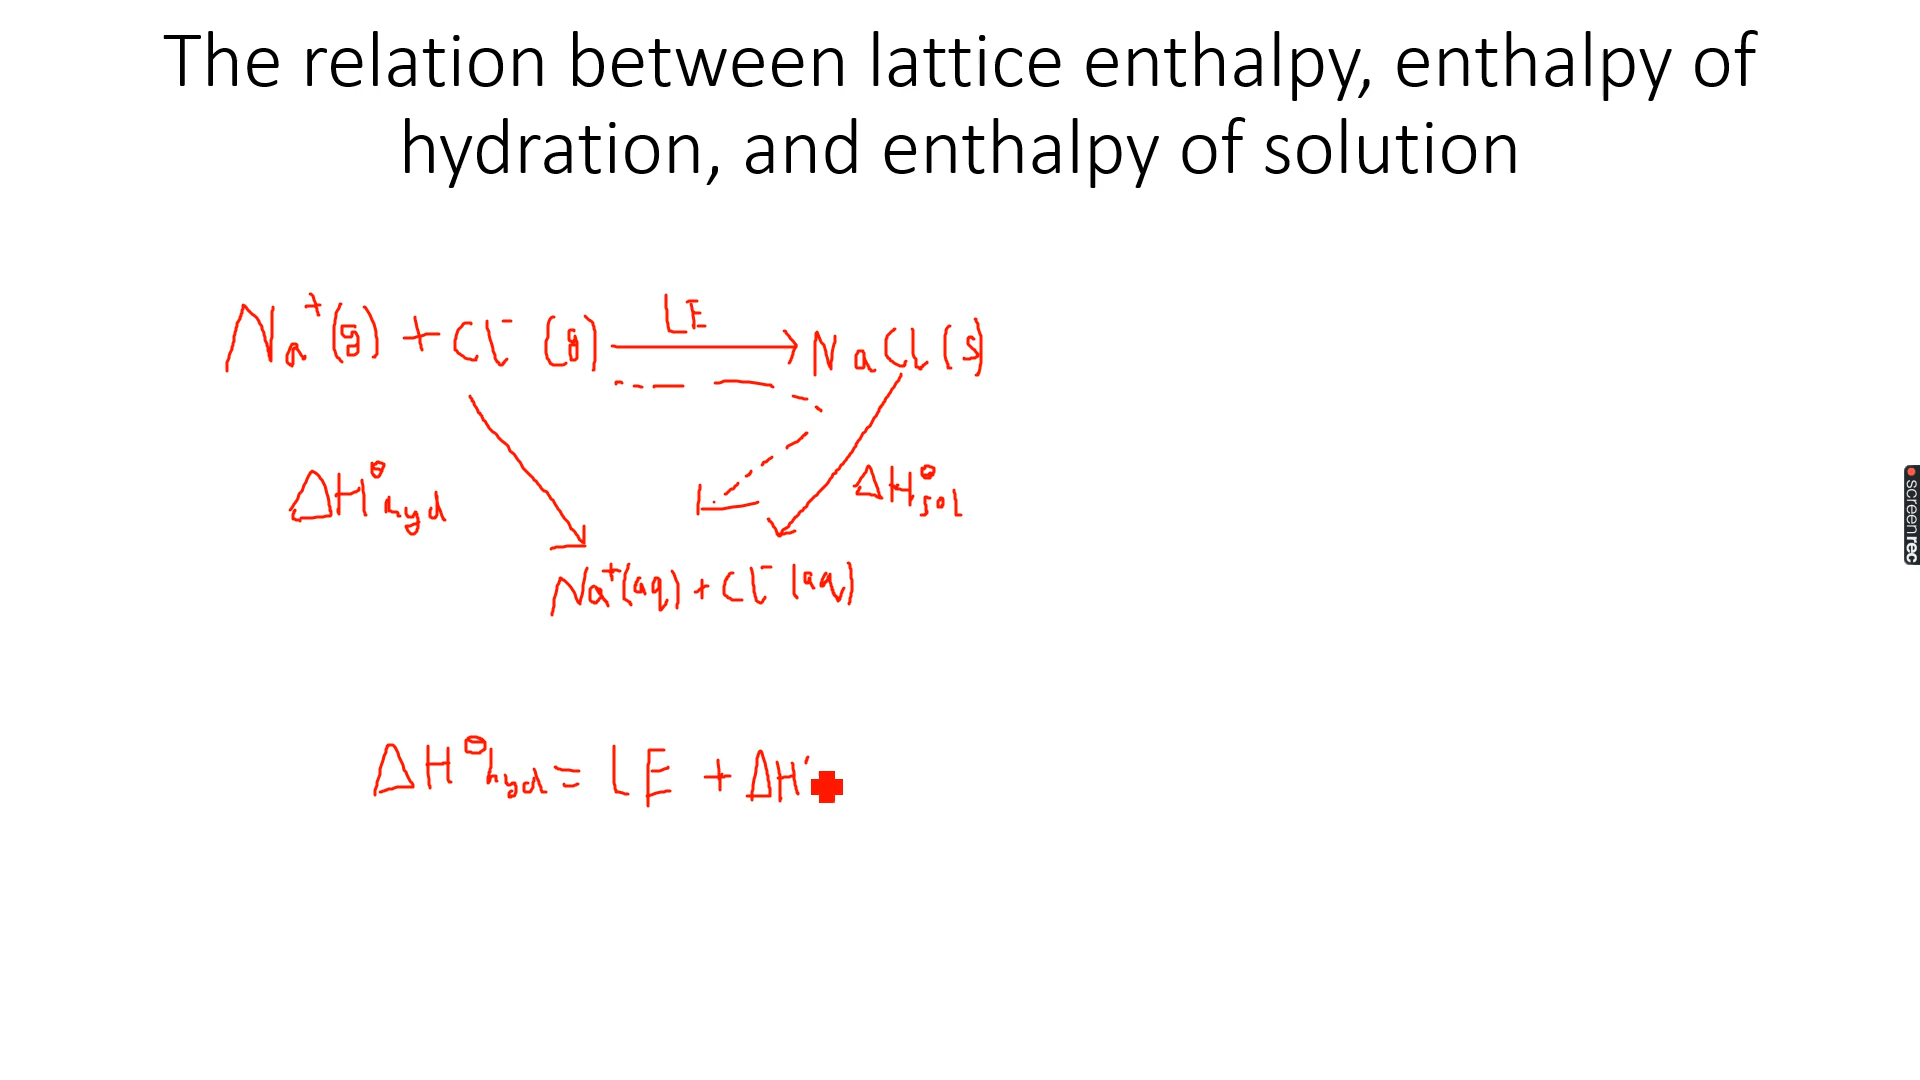 The relation between lattice enthalpy, enthalpy of
hydration, and enthalpy of solution
Na⁺(g) + Cl⁻ (g) → NaCl(s)
LE
ΔH°hyd
ΔH°sol
Na⁺(aq) + Cl⁻ (aq)
ΔH°hyd = LE + ΔH
screenrec